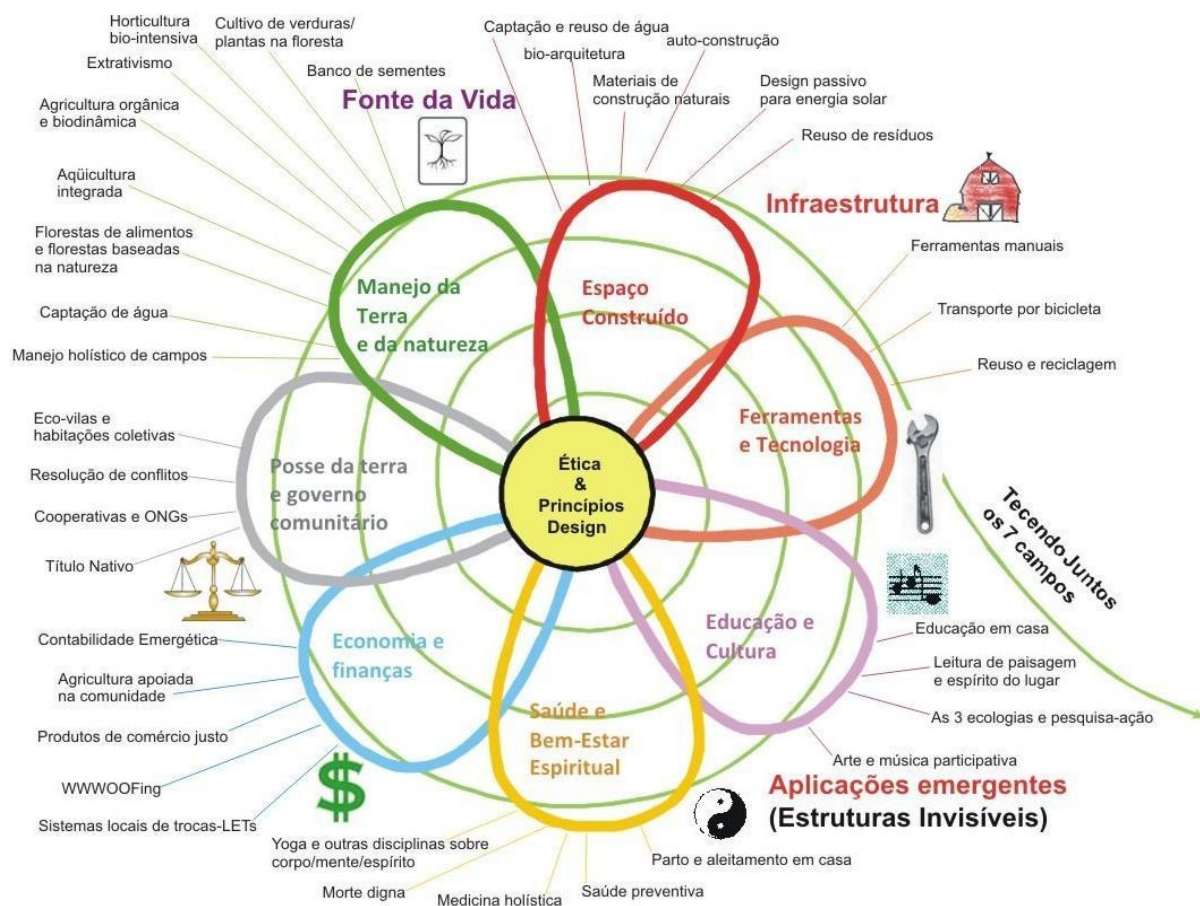 Horticultura
bio-intensiva
Cultivo de verduras/
plantas na floresta
Extrativismo
Banco de sementes
Fonte da Vida
Agricultura orgânica
e biodinâmica
Aqüicultura
integrada
Florestas de alimentos
e florestas baseadas
na natureza
Captação de água
Manejo holístico de campos
Captação e reuso de água
bio-arquitetura
auto-construção
Materiais de
construção naturais
Design passivo
para energia solar
Reuso de resíduos
Infraestrutura
Ferramentas manuais
Transporte por bicicleta
Reuso e reciclagem
Manejo da
Terra
e da natureza
Espaço
Construído
Ferramentas
e Tecnologia
Ética
&
Princípios
Design
Posse da terra
e governo
comunitário
Eco-vilas e
habitações coletivas
Resolução de conflitos
Cooperativas e ONGs
Título Nativo
Tecendo Juntos
os 7 campos
Economia e
finanças
Contabilidade Emergética
Agricultura apoiada
na comunidade
Produtos de comércio justo
WWWOOFing
Sistemas locais de trocas-LETs
$
Saúde e
Bem-Estar
Espiritual
Yoga e outras disciplinas sobre
corpo/mente/espírito
Morte digna
Medicina holística
Saúde preventiva
Parto e aleitamento em casa
Educação e
Cultura
Educação em casa
Leitura de paisagem
e espírito do lugar
As 3 ecologias e pesquisa-ação
Arte e música participativa
Aplicações emergentes
(Estruturas Invisíveis)